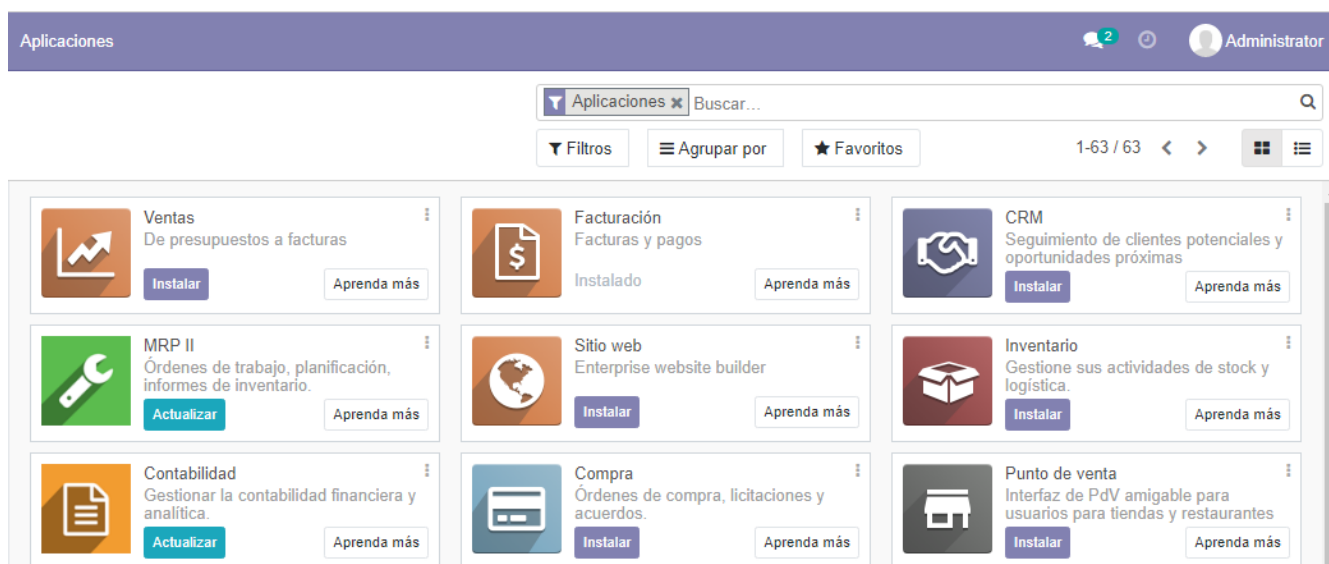 Aplicaciones
2
Administrator
Aplicaciones Buscar...
Filtros
Agrupar por
Favoritos
1-63 / 63
Ventas
De presupuestos a facturas
Instalar
Aprenda más
Facturación
Facturas y pagos
$
Instalado
Aprenda más
CRM
Seguimiento de clientes potenciales y
oportunidades próximas
Instalar
Aprenda más
MRP II
Órdenes de trabajo, planificación,
informes de inventario.
Actualizar
Aprenda más
Sitio web
Enterprise website builder
Instalar
Aprenda más
Inventario
Gestione sus actividades de stock y
logística.
Instalar
Aprenda más
Contabilidad
Gestionar la contabilidad financiera y
analítica.
Actualizar
Aprenda más
Compra
Órdenes de compra, licitaciones y
acuerdos.
Instalar
Aprenda más
Punto de venta
Interfaz de PdV amigable para
usuarios para tiendas y restaurantes
Instalar
Aprenda más